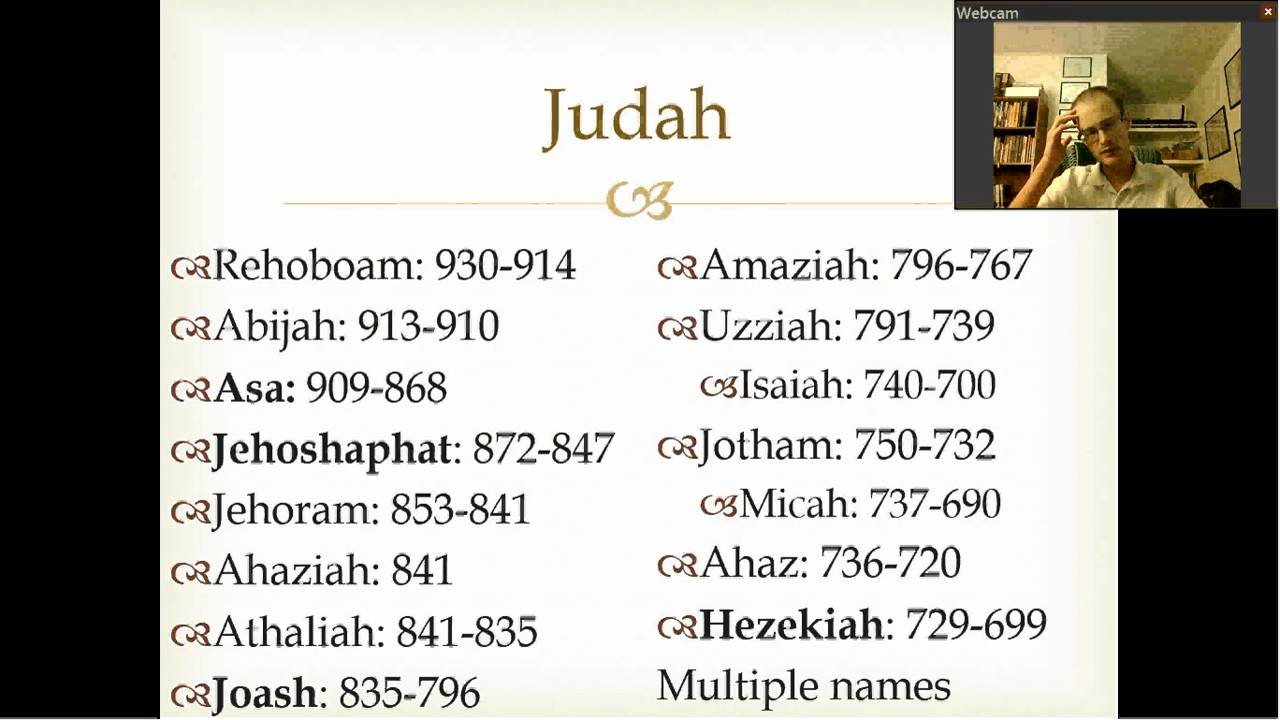 Webcam
Judah
Rehoboam: 930-914
Abijah: 913-910
Asa: 909-868
Jehoshaphat: 872-847
Jehoram: 853-841
Ahaziah: 841
Athaliah: 841-835
Joash: 835-796
Amaziah: 796-767
Uzziah: 791-739
Isaiah: 740-700
Jotham: 750-732
Micah: 737-690
Ahaz: 736-720
Hezekiah: 729-699
Multiple names